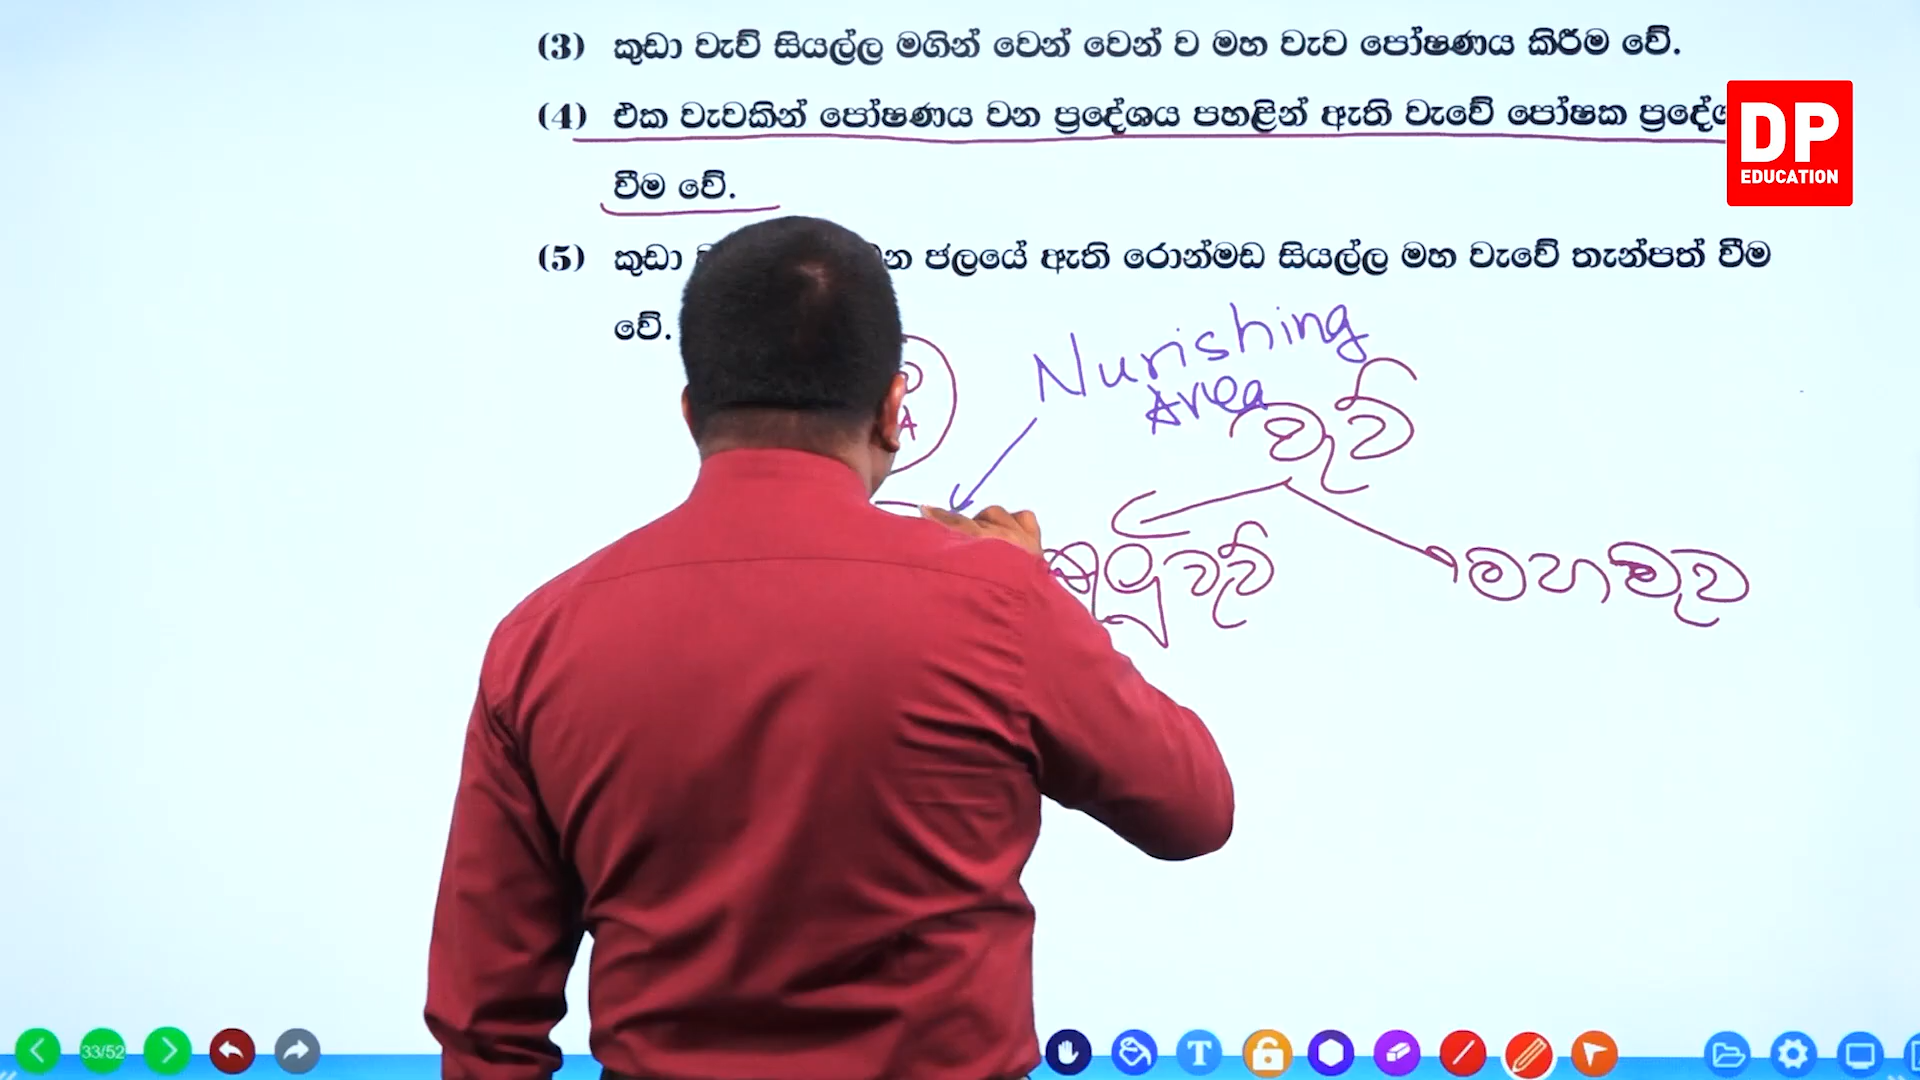 (3) කුඩා වැව් සියල්ල මගින් වෙන් වෙන් ව මහ වැව පෝෂණය කිරීම වේ.
(4) එක වැවකින් පෝෂණය වන ප්‍රදේශය පහළින් ඇති වැවේ පෝෂක
වීම වේ.
(5) කුඩා ජලයේ ඇති රොන්මඩ සියල්ල මහ වැවේ තැන්පත් වීම
වේ.
DP
EDUCATION
A
Nurishing
Area
වැව්
මහවැව
33/52
T